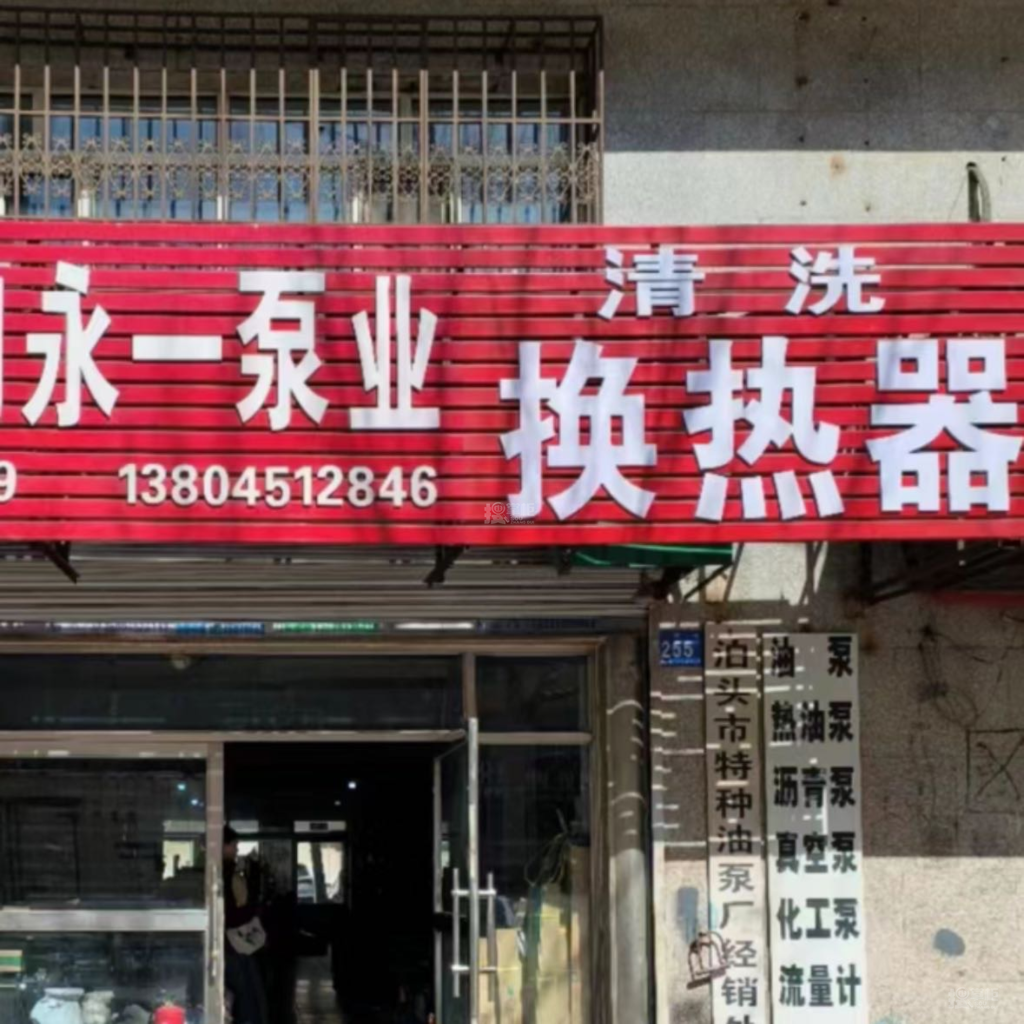 永一泵业
9 13804512846
清洗
换热器
255
泊头市特种油泵厂经销处
油泵
热油泵
沥青泵
真空泵
化工泵
流量计